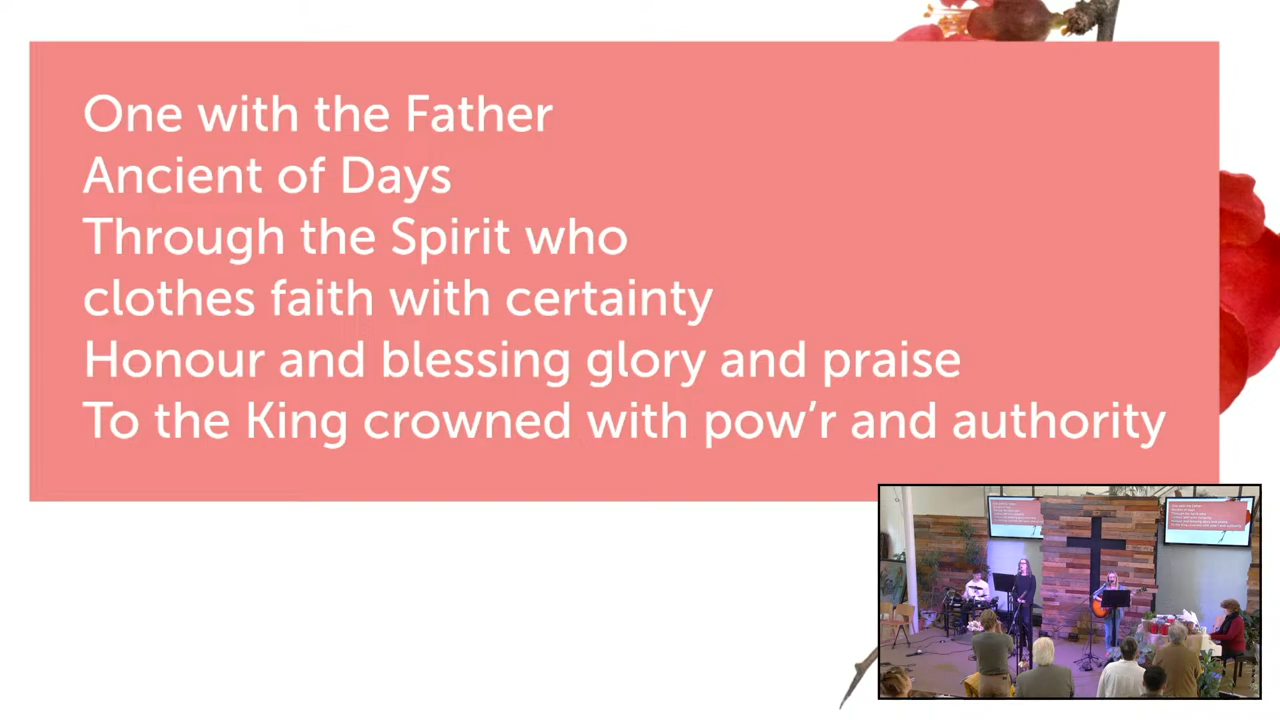 One with the Father
Ancient of Days
Through the Spirit who
clothes faith with certainty
Honour and blessing glory and praise
To the King crowned with pow’r and authority